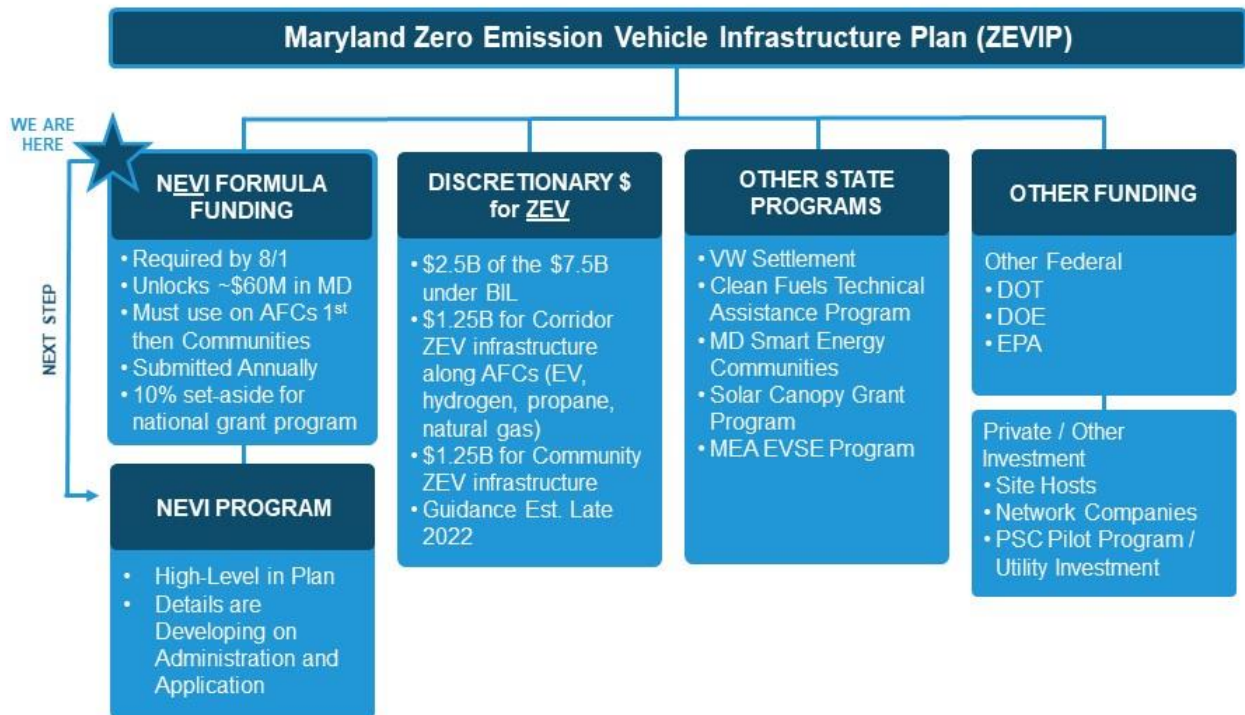 Maryland Zero Emission Vehicle Infrastructure Plan (ZEVIP)
WE ARE
HERE
NEXT STEP
NEVI FORMULA
FUNDING
• Required by 8/1
• Unlocks ~$60M in MD
• Must use on AFCs 1st
then Communities
• Submitted Annually
• 10% set-aside for
national grant program
NEVI PROGRAM
• High-Level in Plan
• Details are
Developing on
Administration and
Application
DISCRETIONARY $
for ZEV
• $2.5B of the $7.5B
under BIL
• $1.25B for Corridor
ZEV infrastructure
along AFCs (EV,
hydrogen, propane,
natural gas)
• $1.25B for Community
ZEV infrastructure
• Guidance Est. Late
2022
OTHER STATE
PROGRAMS
• VW Settlement
• Clean Fuels Technical
Assistance Program
• MD Smart Energy
Communities
• Solar Canopy Grant
Program
• MEA EVSE Program
OTHER FUNDING
Other Federal
• DOT
• DOE
• EPA
Private / Other
Investment
• Site Hosts
• Network Companies
• PSC Pilot Program /
Utility Investment